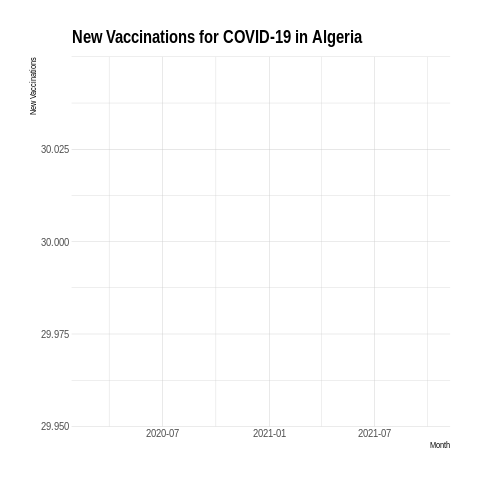 New Vaccinations for COVID-19 in Algeria
New Vaccinations
30.025
30.000
29.975
29.950
2020-07 2021-01 2021-07
Month